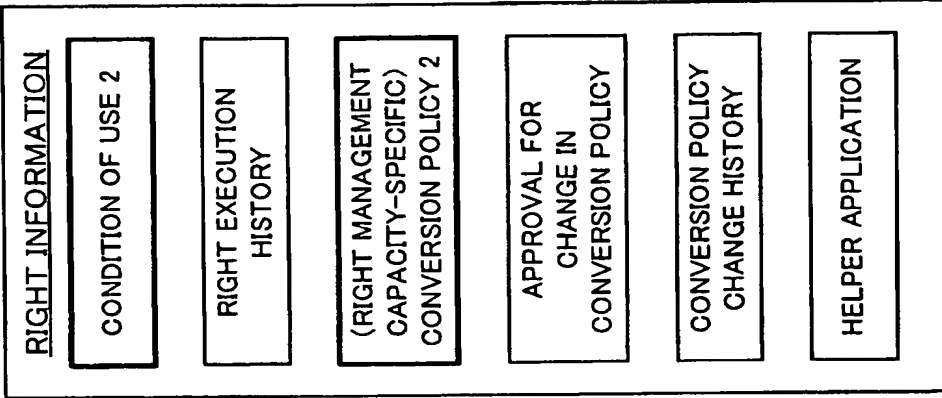 RIGHT INFORMATION
CONDITION OF USE 2
RIGHT EXECUTION
HISTORY
(RIGHT MANAGEMENT
CAPACITY-SPECIFIC)
CONVERSION POLICY 2
APPROVAL FOR
CHANGE IN
CONVERSION POLICY
CONVERSION POLICY
CHANGE HISTORY
HELPER APPLICATION